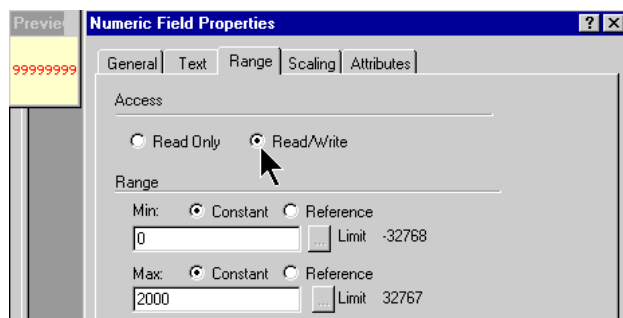 Preview
Numeric Field Properties
99999999
General Text Range Scaling Attributes
Access
Read Only Read/Write
Range
Min: Constant Reference
0 ... Limit -32768
Max: Constant Reference
2000 ... Limit 32767